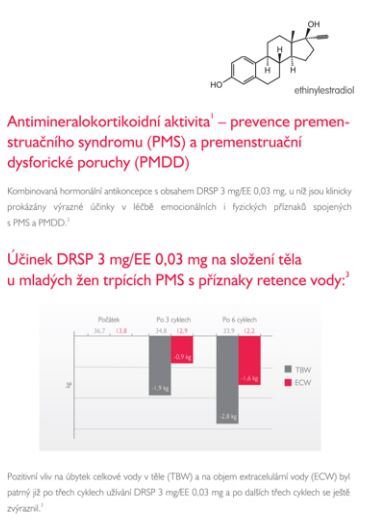 OH
H
H
H
HO
ethinylestradiol
Antimineralokortikoidní aktivita¹ – prevence premen-
struačního syndromu (PMS) a premenstruační
dysforické poruchy (PMDD)
Kombinovaná hormonální antikoncepce s obsahem DRSP 3 mg/EE 0,03 mg, u níž jsou klinicky
prokázány výrazné účinky v léčbě emocionálních i fyzických příznaků spojených
s PMS a PMDD.²
Účinek DRSP 3 mg/EE 0,03 mg na složení těla
u mladých žen trpících PMS s příznaky retence vody:³
Počátek Po 3 cyklech Po 6 cyklech
36,7 13,8 34,8 12,9 33,9 12,2
kg
-0,9 kg
-1,9 kg
-1,6 kg
-2,8 kg
TBW
ECW
Pozitivní vliv na úbytek celkové vody v těle (TBW) a na objem extracelulární vody (ECW) byl
patrný již po třech cyklech užívání DRSP 3 mg/EE 0,03 mg a po dalších třech cyklech se ještě
zvýraznil.³